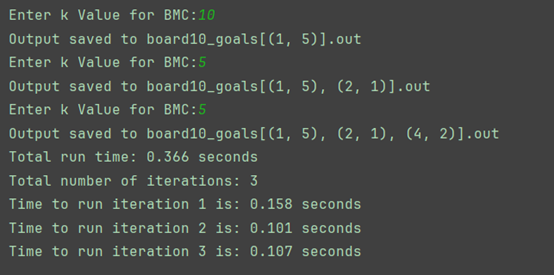 Enter k Value for BMC:10
Output saved to board10_goals[(1, 5)].out
Enter k Value for BMC:5
Output saved to board10_goals[(1, 5), (2, 1)].out
Enter k Value for BMC:5
Output saved to board10_goals[(1, 5), (2, 1), (4, 2)].out
Total run time: 0.366 seconds
Total number of iterations: 3
Time to run iteration 1 is: 0.158 seconds
Time to run iteration 2 is: 0.101 seconds
Time to run iteration 3 is: 0.107 seconds